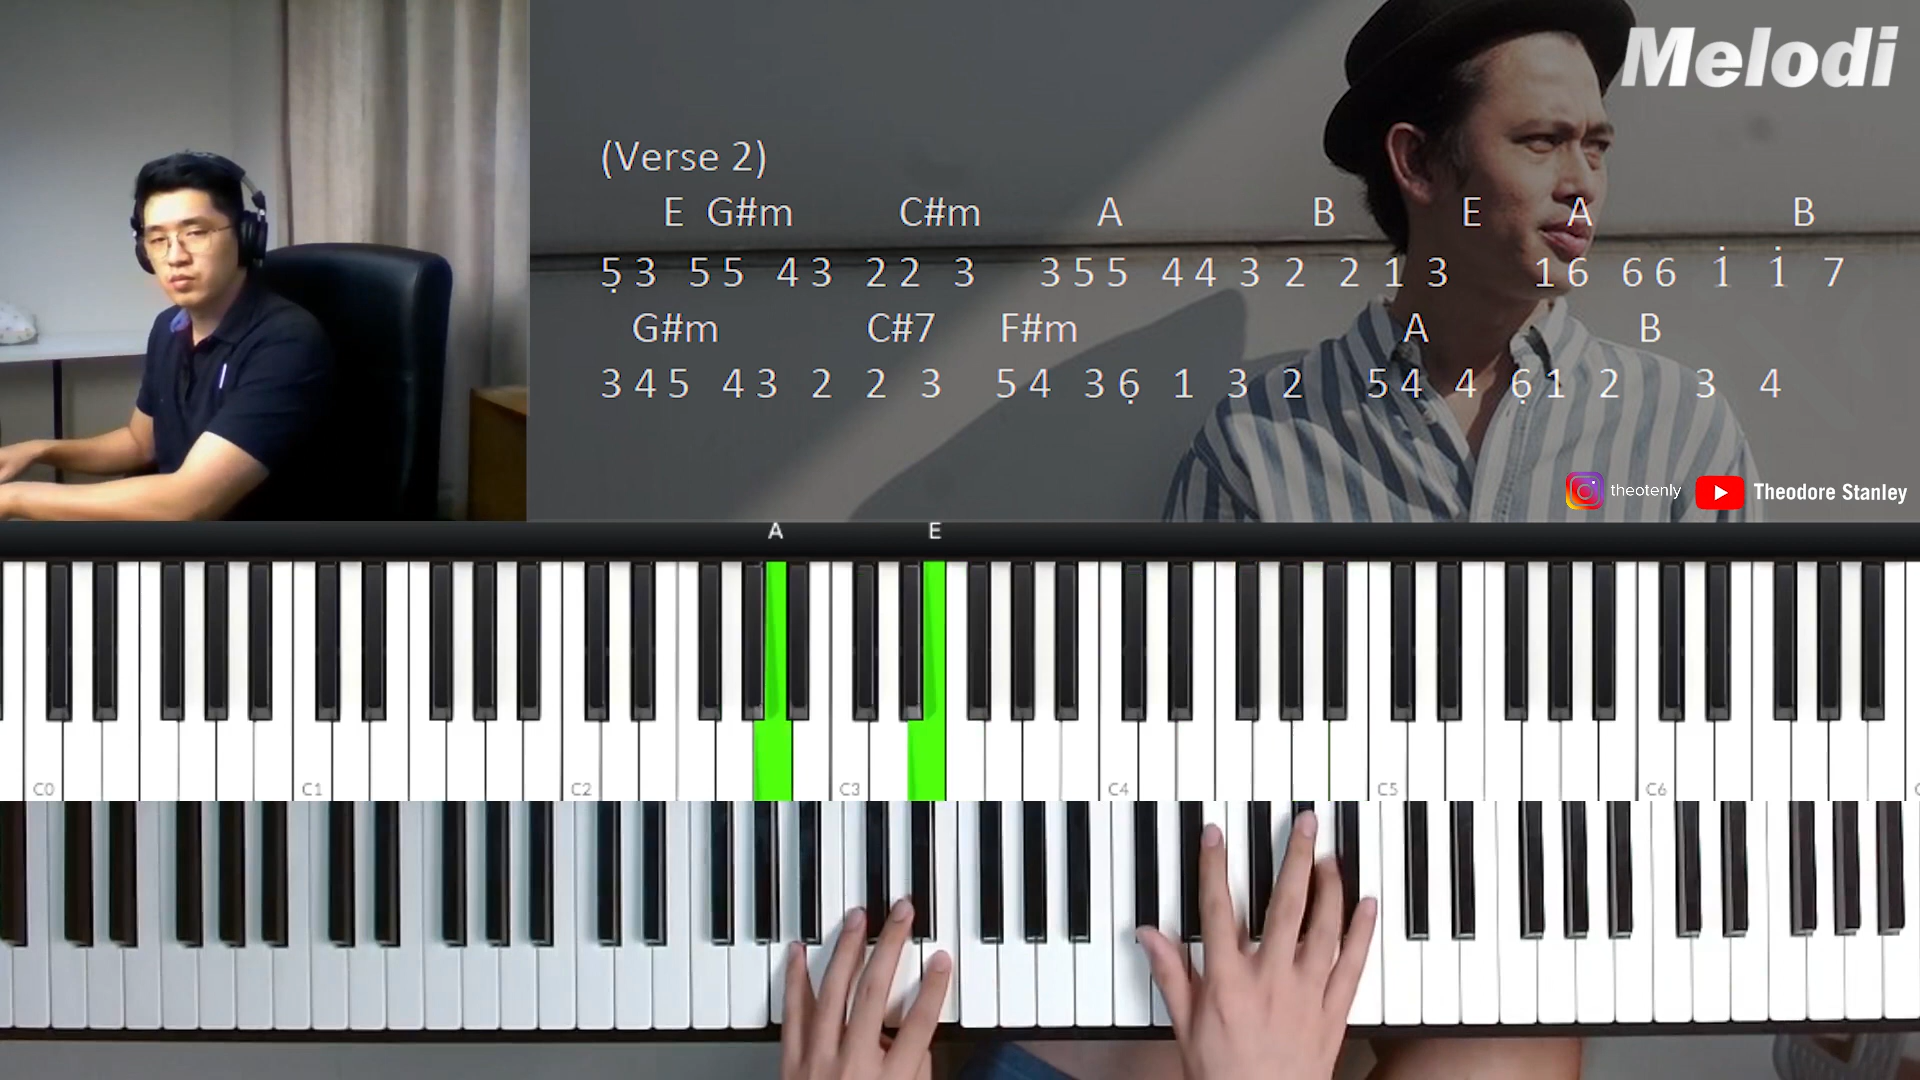 Melodi
(Verse 2)
E G#m C#m A B E A B
5̣ 3 5 5 4 3 2 2 3 3 5 5 4 4 3 2 2 1 3 1 6 6 6 1̇ 1̇ 7
G#m C#7 F#m A B
3 4 5 4 3 2 2 3 5 4 3 6̣ 1 3 2 5 4 4 6̣ 1 2 3 4
theotenly Theodore Stanley
A E
C0 C1 C2 C3 C4 C5 C6